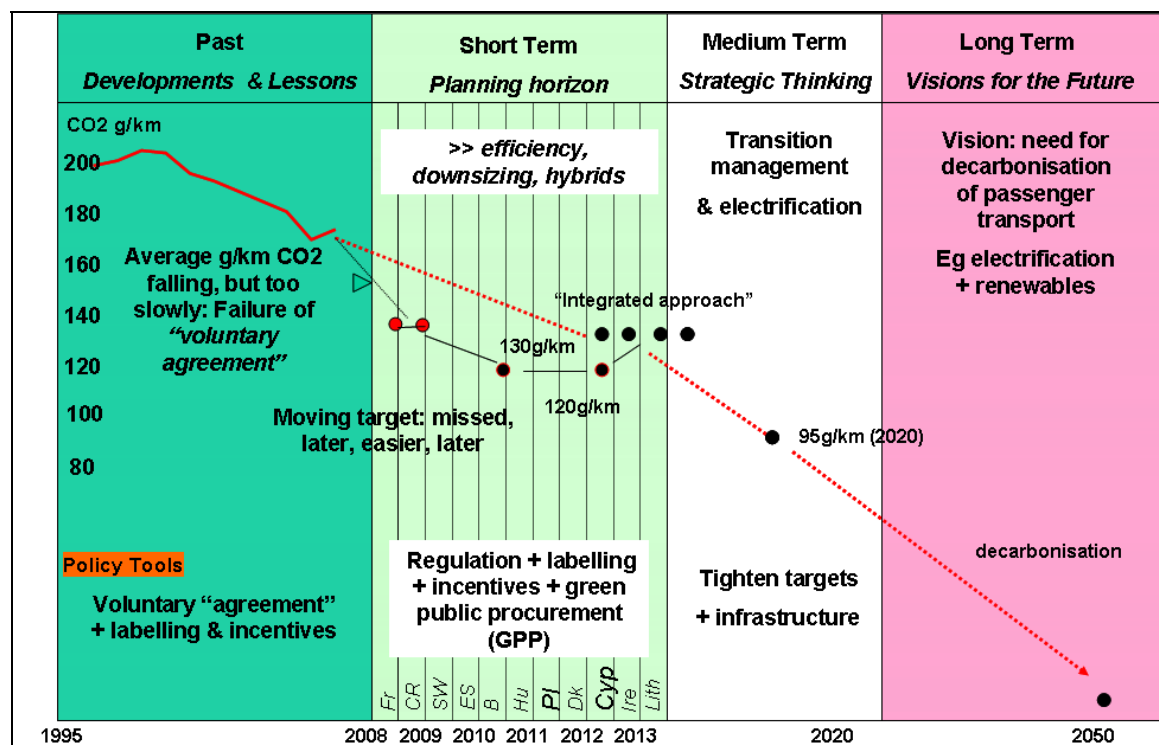 Past
Developments & Lessons
Short Term
Planning horizon
Medium Term
Strategic Thinking
Long Term
Visions for the Future
CO2 g/km
200
180
160
140
120
100
80
Average g/km CO2
falling, but too
slowly: Failure of
“voluntary
agreement”
>> efficiency,
downsizing, hybrids
Transition
management
& electrification
Vision: need for
decarbonisation
of passenger
transport
Eg electrification
+ renewables
“Integrated approach”
130g/km
120g/km
Moving target: missed,
later, easier, later
95g/km (2020)
decarbonisation
Policy Tools
Voluntary “agreement”
+ labelling & incentives
Regulation + labelling
+ incentives + green
public procurement
(GPP)
Tighten targets
+ infrastructure
Fr
CR
SW
ES
B
Hu
Pl
Dk
Cyp
Ire
Lith
1995
2008
2009
2010
2011
2012
2013
2020
2050